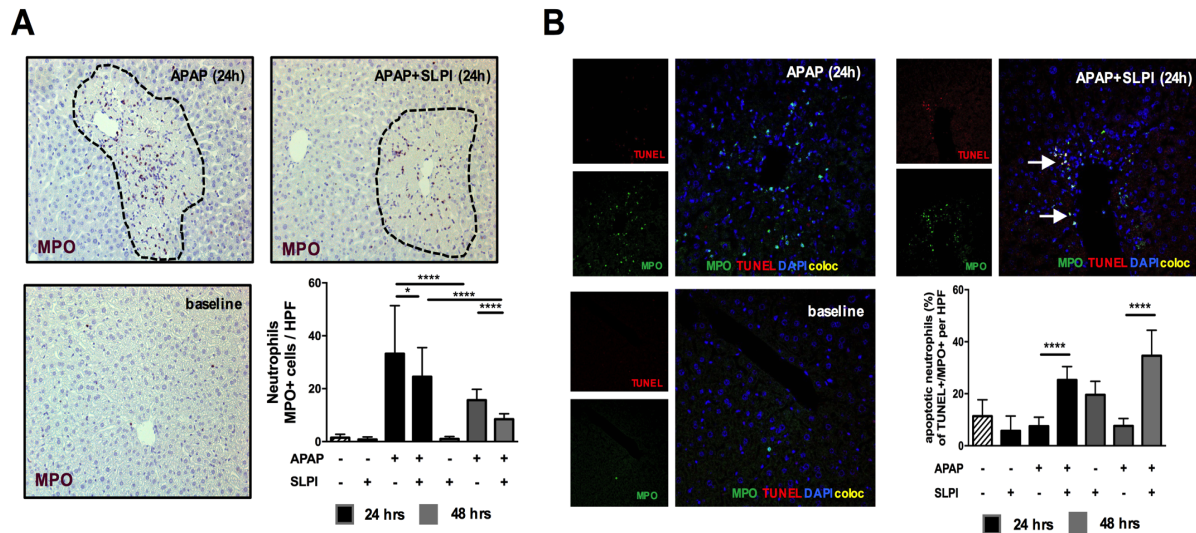 A
APAP (24h)
MPO
APAP+SLPI (24h)
MPO
baseline
MPO
Neutrophils
MPO+ cells / HPF
60
40
20
0
****
*
****
****
APAP - - + + - + +
SLPI - + - + + - +
24 hrs 48 hrs
B
TUNEL
MPO
APAP (24h)
MPO TUNEL DAPI coloc
TUNEL
MPO
APAP+SLPI (24h)
MPO TUNEL DAPI coloc
TUNEL
MPO
baseline
MPO TUNEL DAPI coloc
apoptotic neutrophils (%)
of TUNEL+/MPO+ per HPF
60
40
20
0
****
****
APAP - - + + - + +
SLPI - + - + + - +
24 hrs 48 hrs